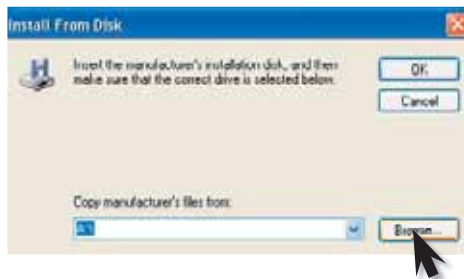 Install From Disk
Insert the manufacturer's installation disk, and then
make sure that the correct drive is selected below.
OK
Cancel
Copy manufacturer's files from:
A:\
Browse...